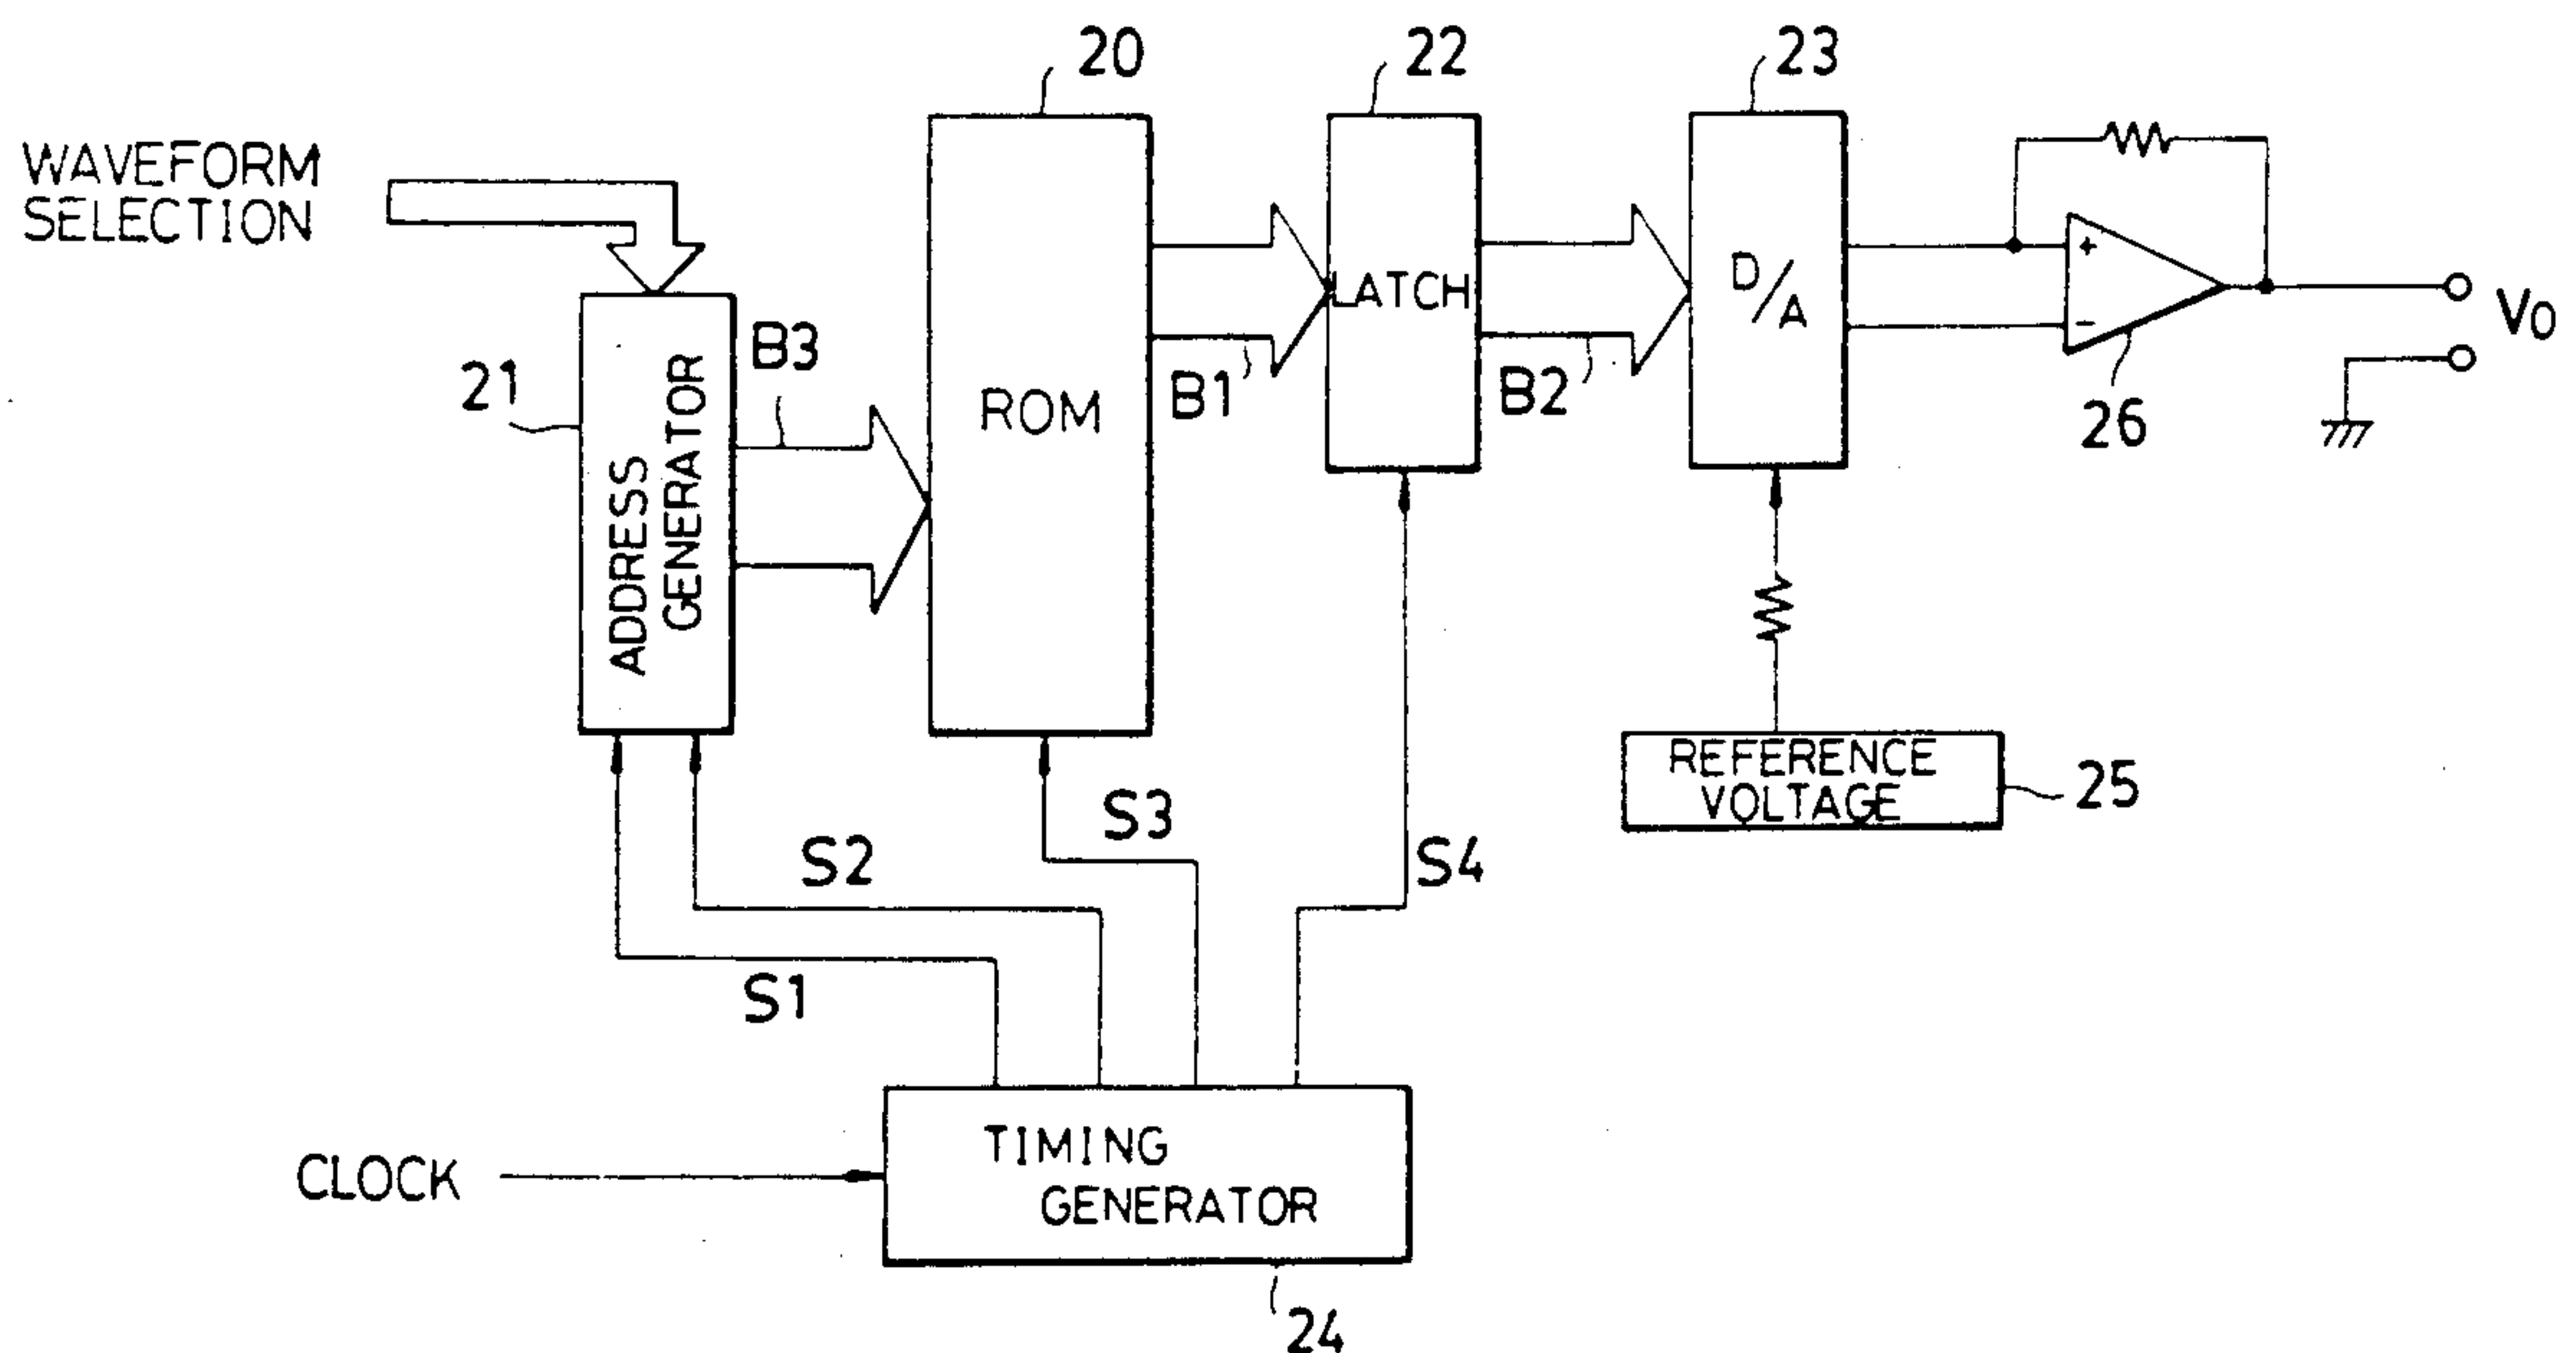 20
22
23
WAVEFORM
SELECTION
21
B3
ADDRESS
GENERATOR
ROM
B1
LATCH
B2
D/A
+
-
26
VO
REFERENCE
VOLTAGE
25
S1
S2
S3
S4
CLOCK
TIMING
GENERATOR
24